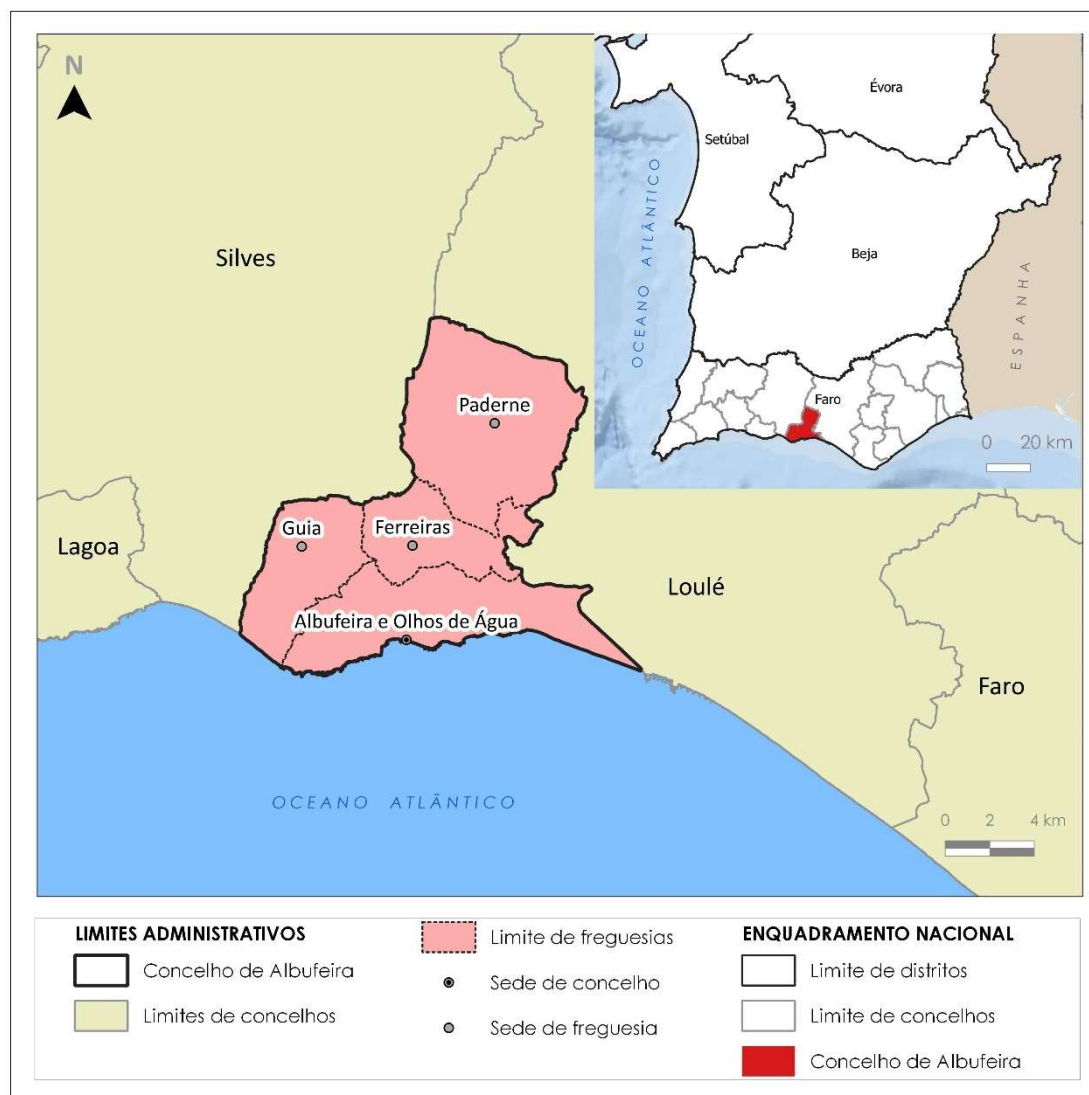 N
Silves
Paderne
Guia
Ferreiras
Lagoa
Loulé
Albufeira e Olhos de Água
Faro
OCEANO ATLÂNTICO
0 2 4 km
Évora
Setúbal
OCEANO ATLÂNTICO
Beja
ESPANHA
Faro
0 20 km
LIMITES ADMINISTRATIVOS
Concelho de Albufeira
Limites de concelhos
Limite de freguesias
Sede de concelho
Sede de freguesia
ENQUADRAMENTO NACIONAL
Limite de distritos
Limite de concelhos
Concelho de Albufeira